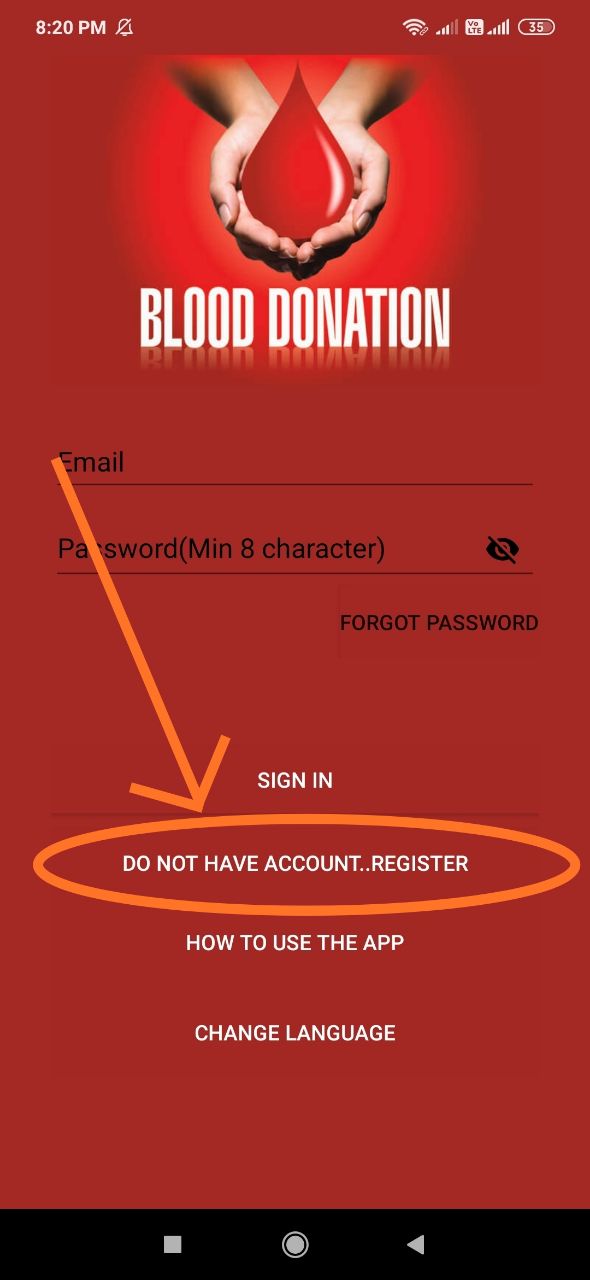 8:20 PM
Vo LTE 35
BLOOD DONATION
Email
Password(Min 8 character)
FORGOT PASSWORD
SIGN IN
DO NOT HAVE ACCOUNT..REGISTER
HOW TO USE THE APP
CHANGE LANGUAGE